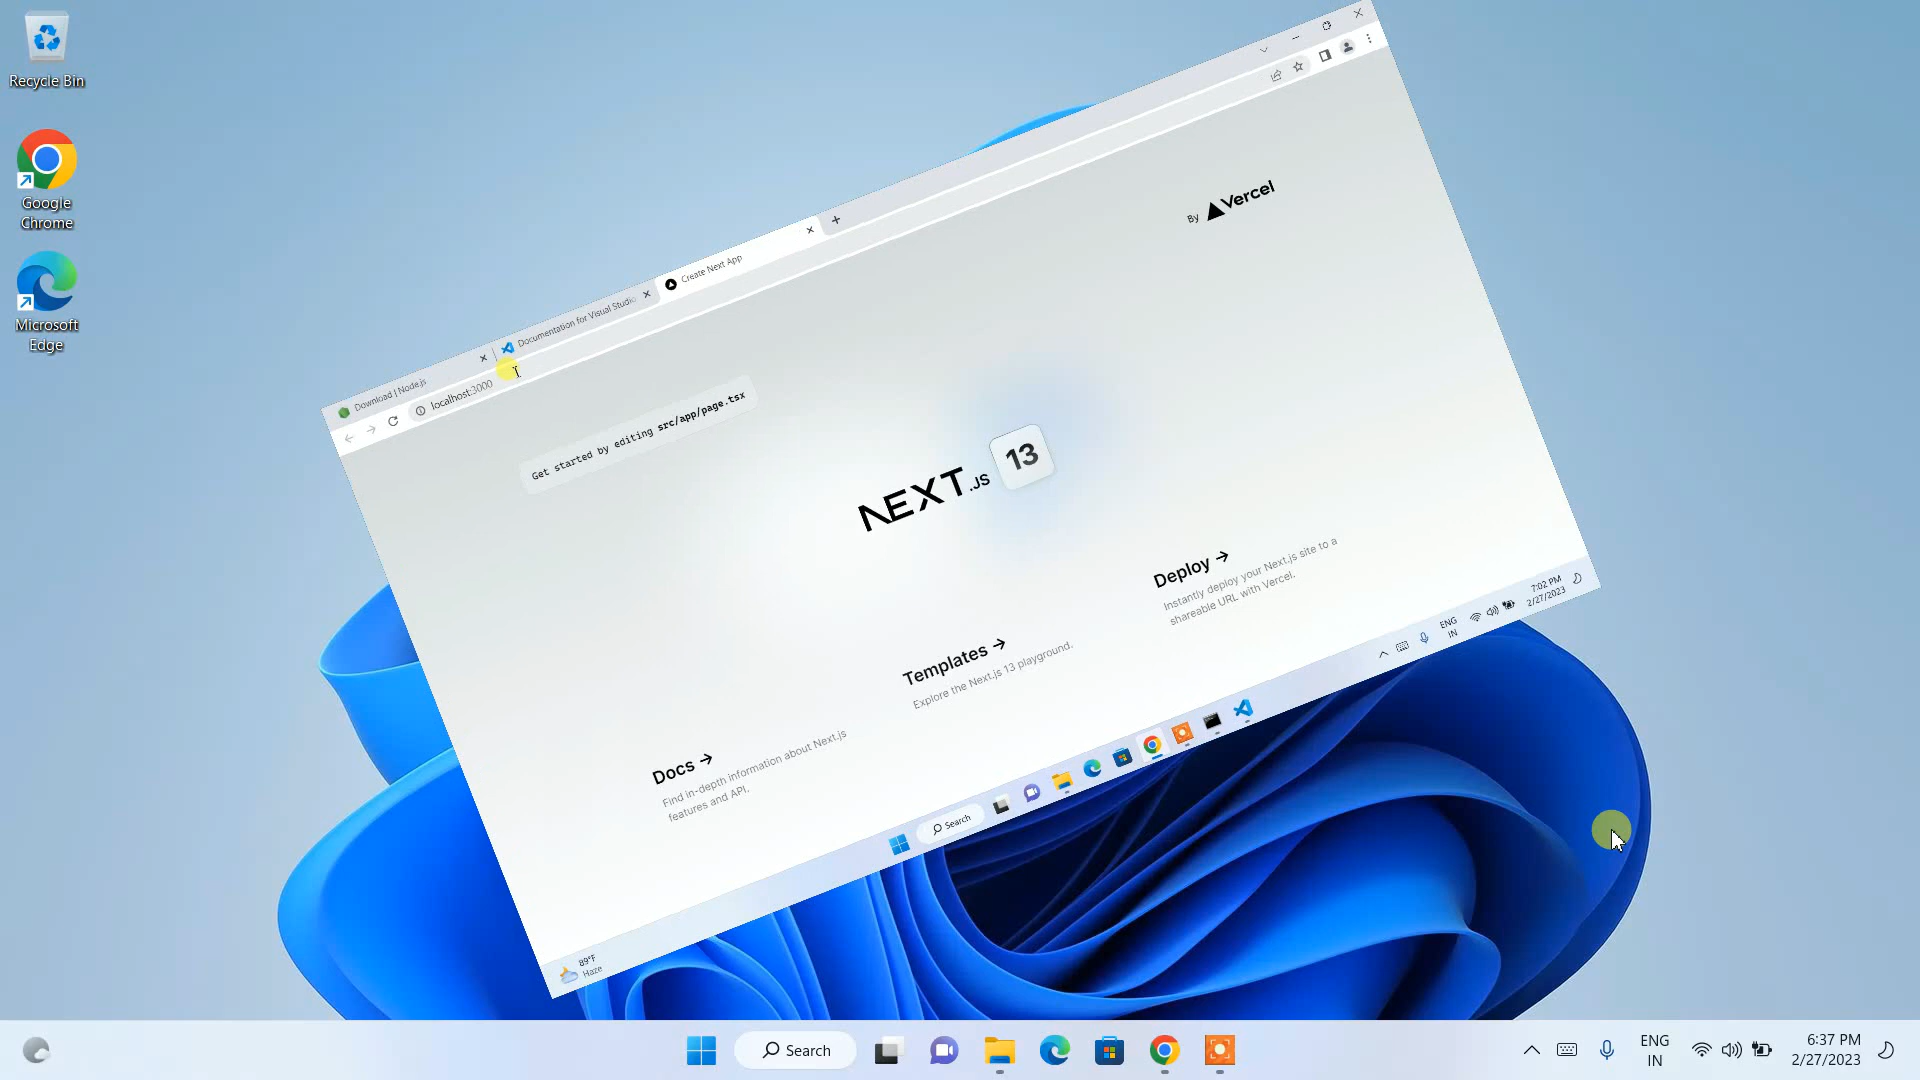 Recycle Bin
Google
Chrome
Microsoft
Edge
Download | Node.js
Documentation for Visual Studio
Create Next App
localhost:3000
Get started by editing src/app/page.tsx
By ▲Vercel
NEXT.JS 13
Docs →
Find in-depth information about Next.js
features and API.
Templates →
Explore the Next.js 13 playground.
Deploy →
Instantly deploy your Next.js site to a
shareable URL with Vercel.
89°F
Haze
Search
ENG
IN
7:02 PM
2/27/2023
Search
ENG
IN
6:37 PM
2/27/2023